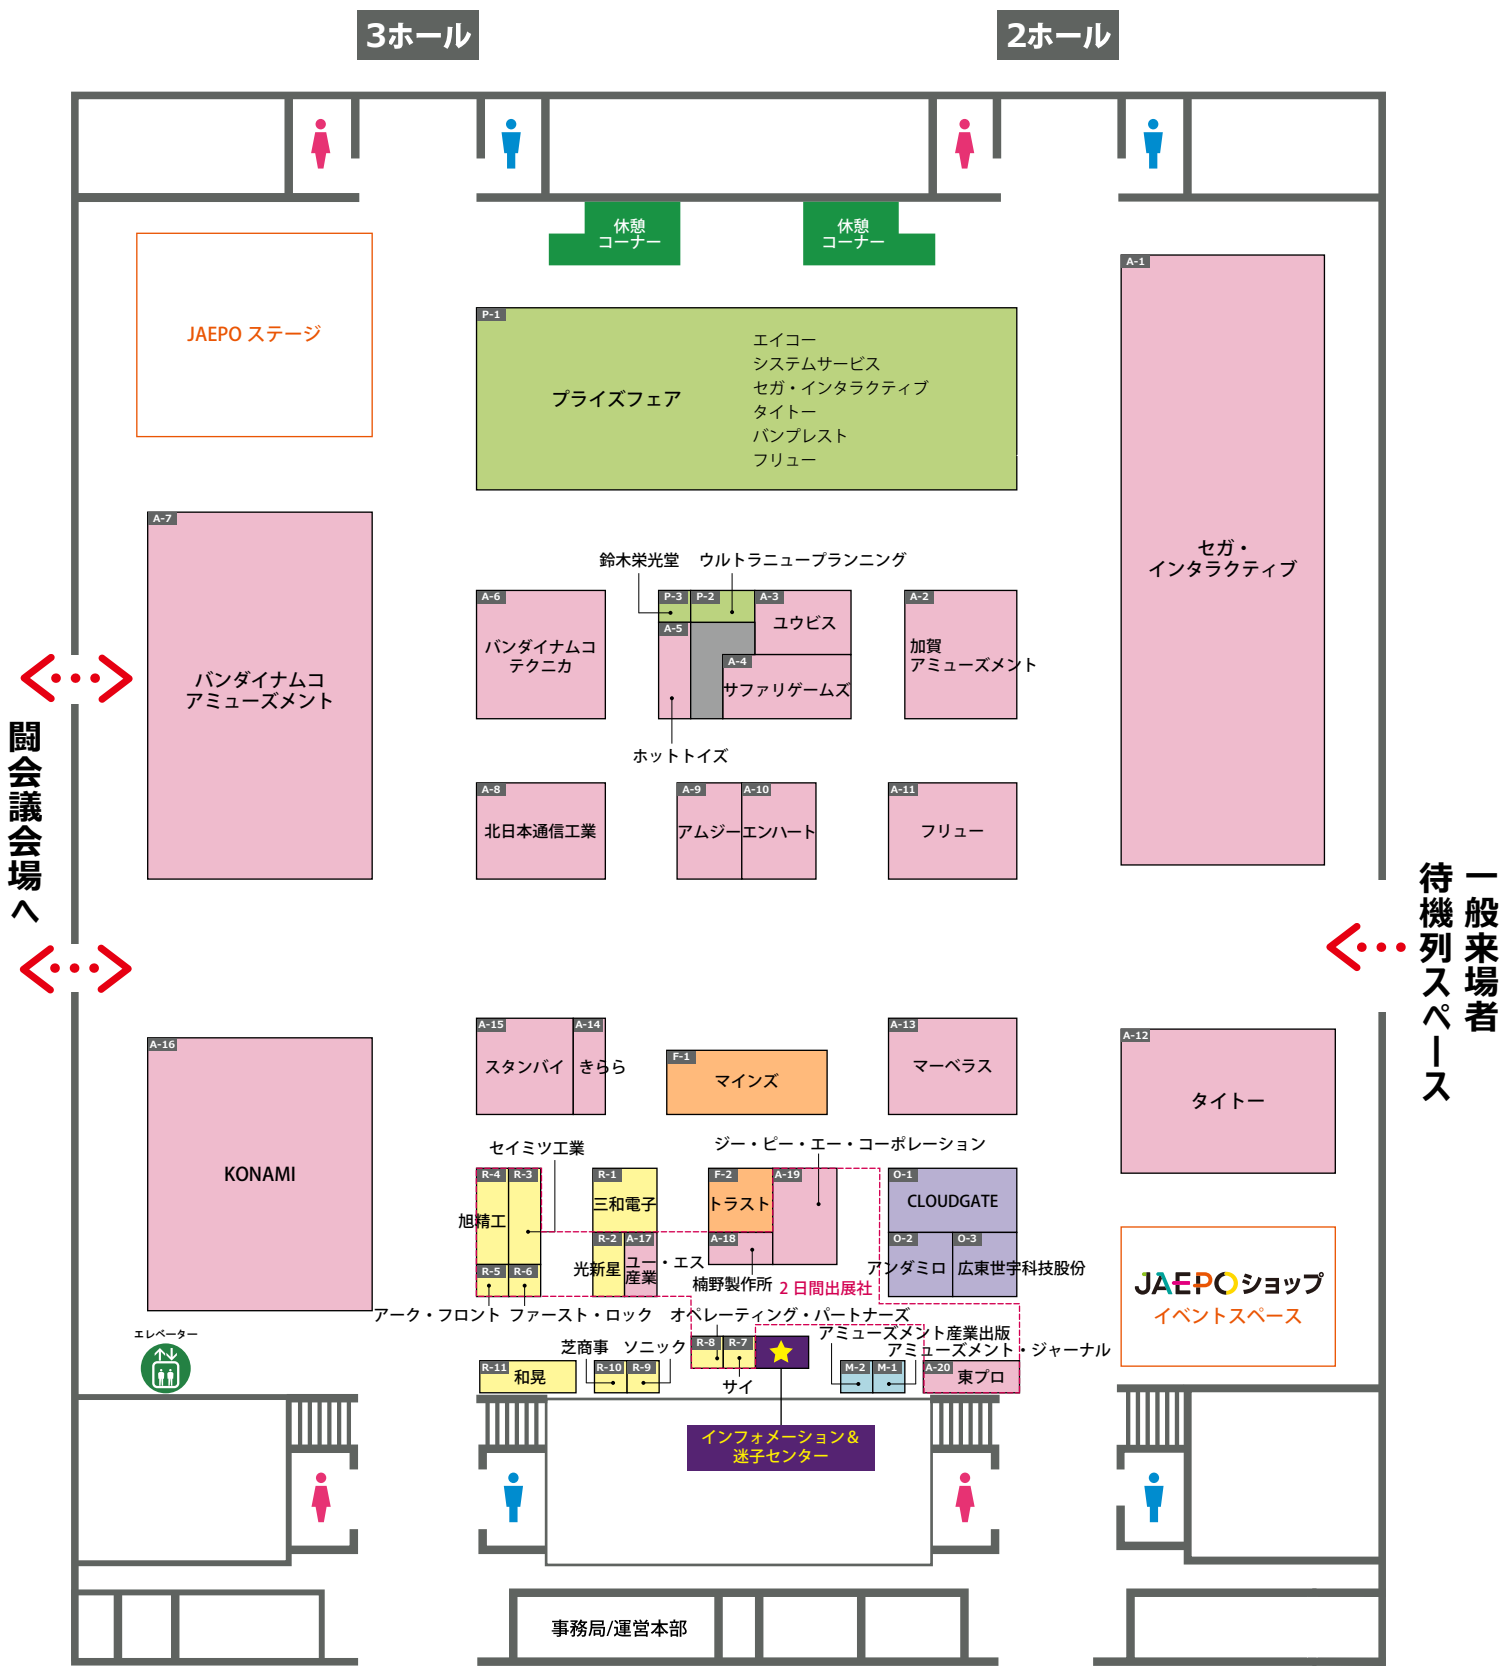 3ホール
2ホール
休憩
コーナー
休憩
コーナー
JAEPO ステージ
P-1
プライズフェア
エイコー
システムサービス
セガ・インタラクティブ
タイトー
バンプレスト
フリュー
A-1
セガ・
インタラクティブ
A-7
バンダイナムコ
アミューズメント
鈴木栄光堂
ウルトラニュープランニング
A-6
バンダイナムコ
テクニカ
P-3
P-2
A-3
ユウビス
A-5
A-4
サファリゲームズ
A-2
加賀
アミューズメント
ホットトイズ
闘会議会場へ
A-8
北日本通信工業
A-9
アムジー
A-10
エンハート
A-11
フリュー
一般来場者
待機列スペース
A-16
KONAMI
A-15
スタンバイ
A-14
きらら
F-1
マインズ
A-13
マーベラス
A-12
タイトー
セイミツ工業
ジー・ピー・エー・コーポレーション
R-4
R-3
旭精工
R-5
R-6
R-1
三和電子
R-2
光新星
A-17
ユー・エス
産業
F-2
トラスト
A-18
A-19
楠野製作所
2日間出展社
O-1
CLOUDGATE
O-2
アンダミロ
O-3
広東世宇科技股份
JAEPOショップ
イベントスペース
アーク・フロント
ファースト・ロック
オペレーティング・パートナーズ
アミューズメント産業出版
アミューズメント・ジャーナル
芝商事
ソニック
エレベーター
R-11
和晃
R-10
R-9
R-8
R-7
サイ
M-2
M-1
A-20
東プロ
インフォメーション&
迷子センター
事務局/運営本部